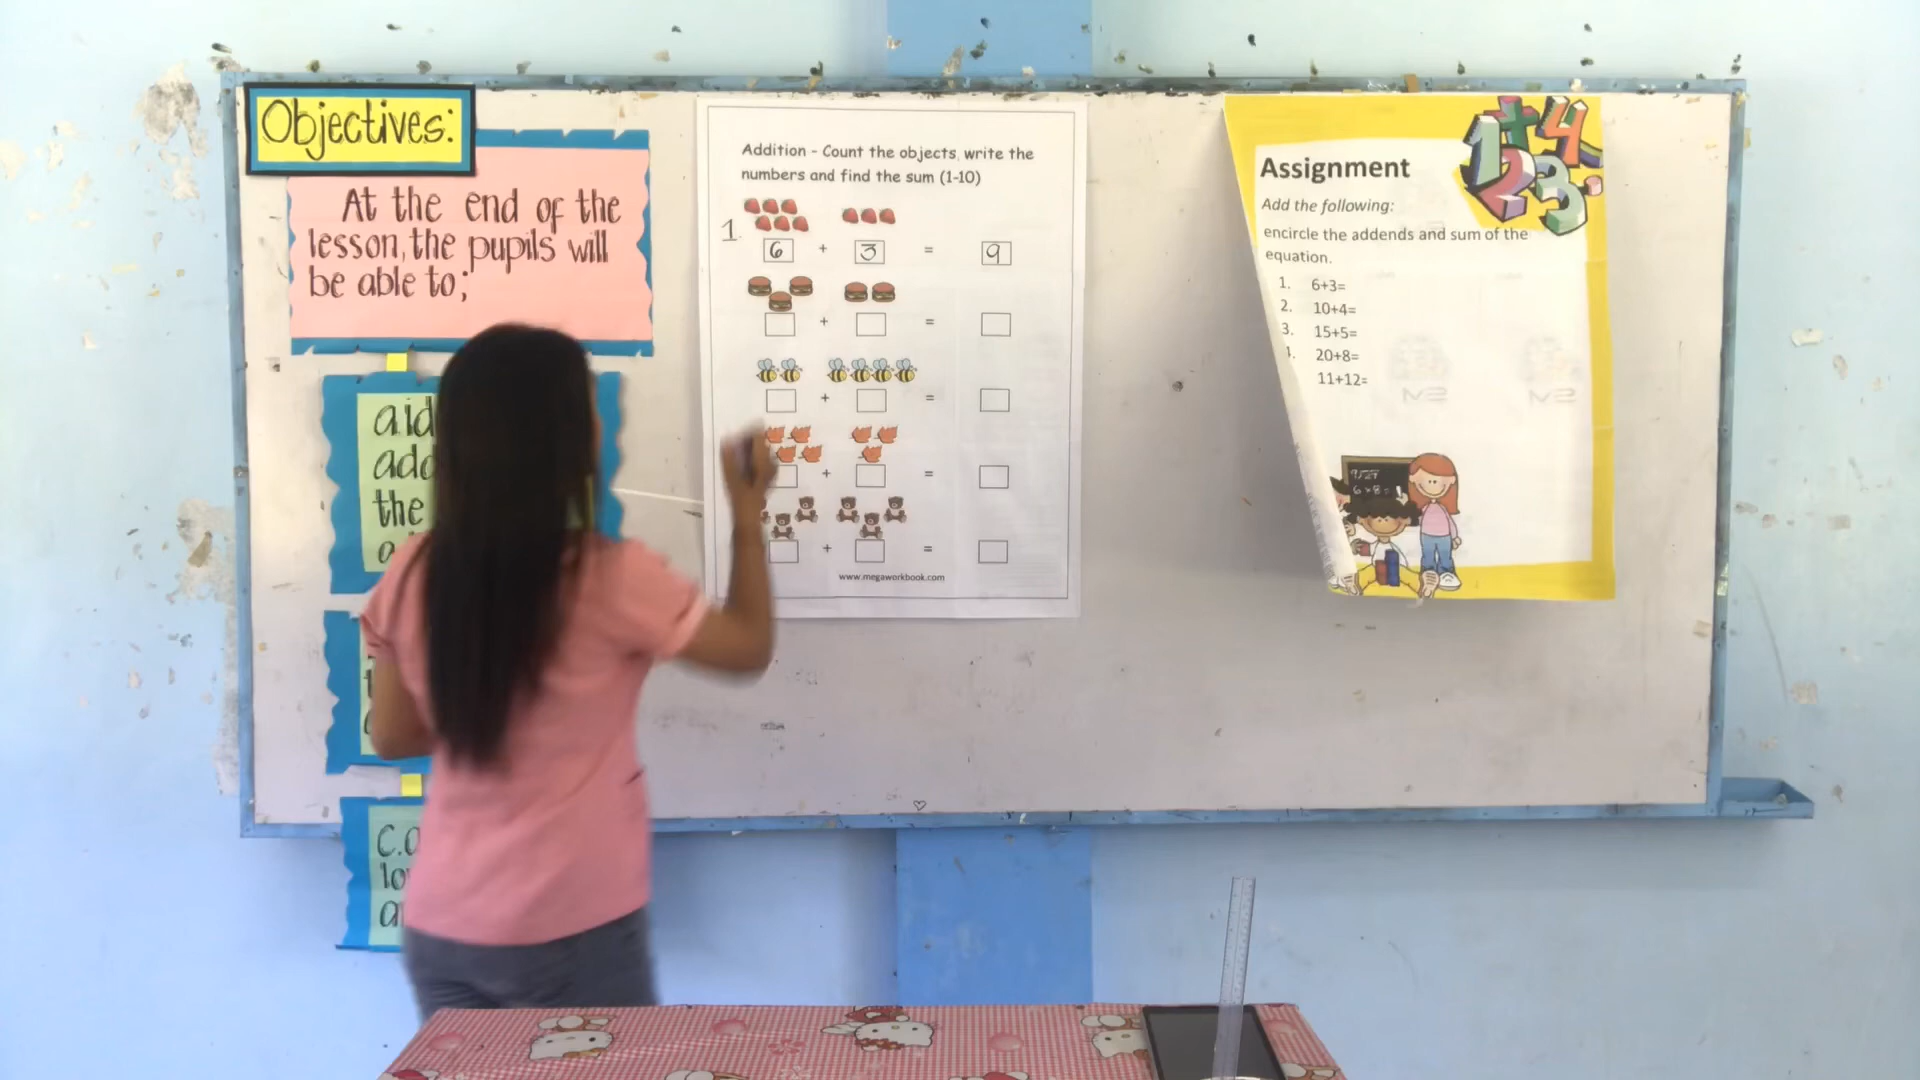 Objectives:
At the end of the
lesson, the pupils will
be able to;
the
C.
Addition - Count the objects, write the
numbers and find the sum (1-10)
1.
6 + 3 = 9
+ =
+ =
+ =
+ =
www.megaworkbook.com
Assignment
Add the following:
encircle the addends and sum of the
equation.
1. 6+3=
2. 10+4=
3. 15+5=
20+8=
11+12=